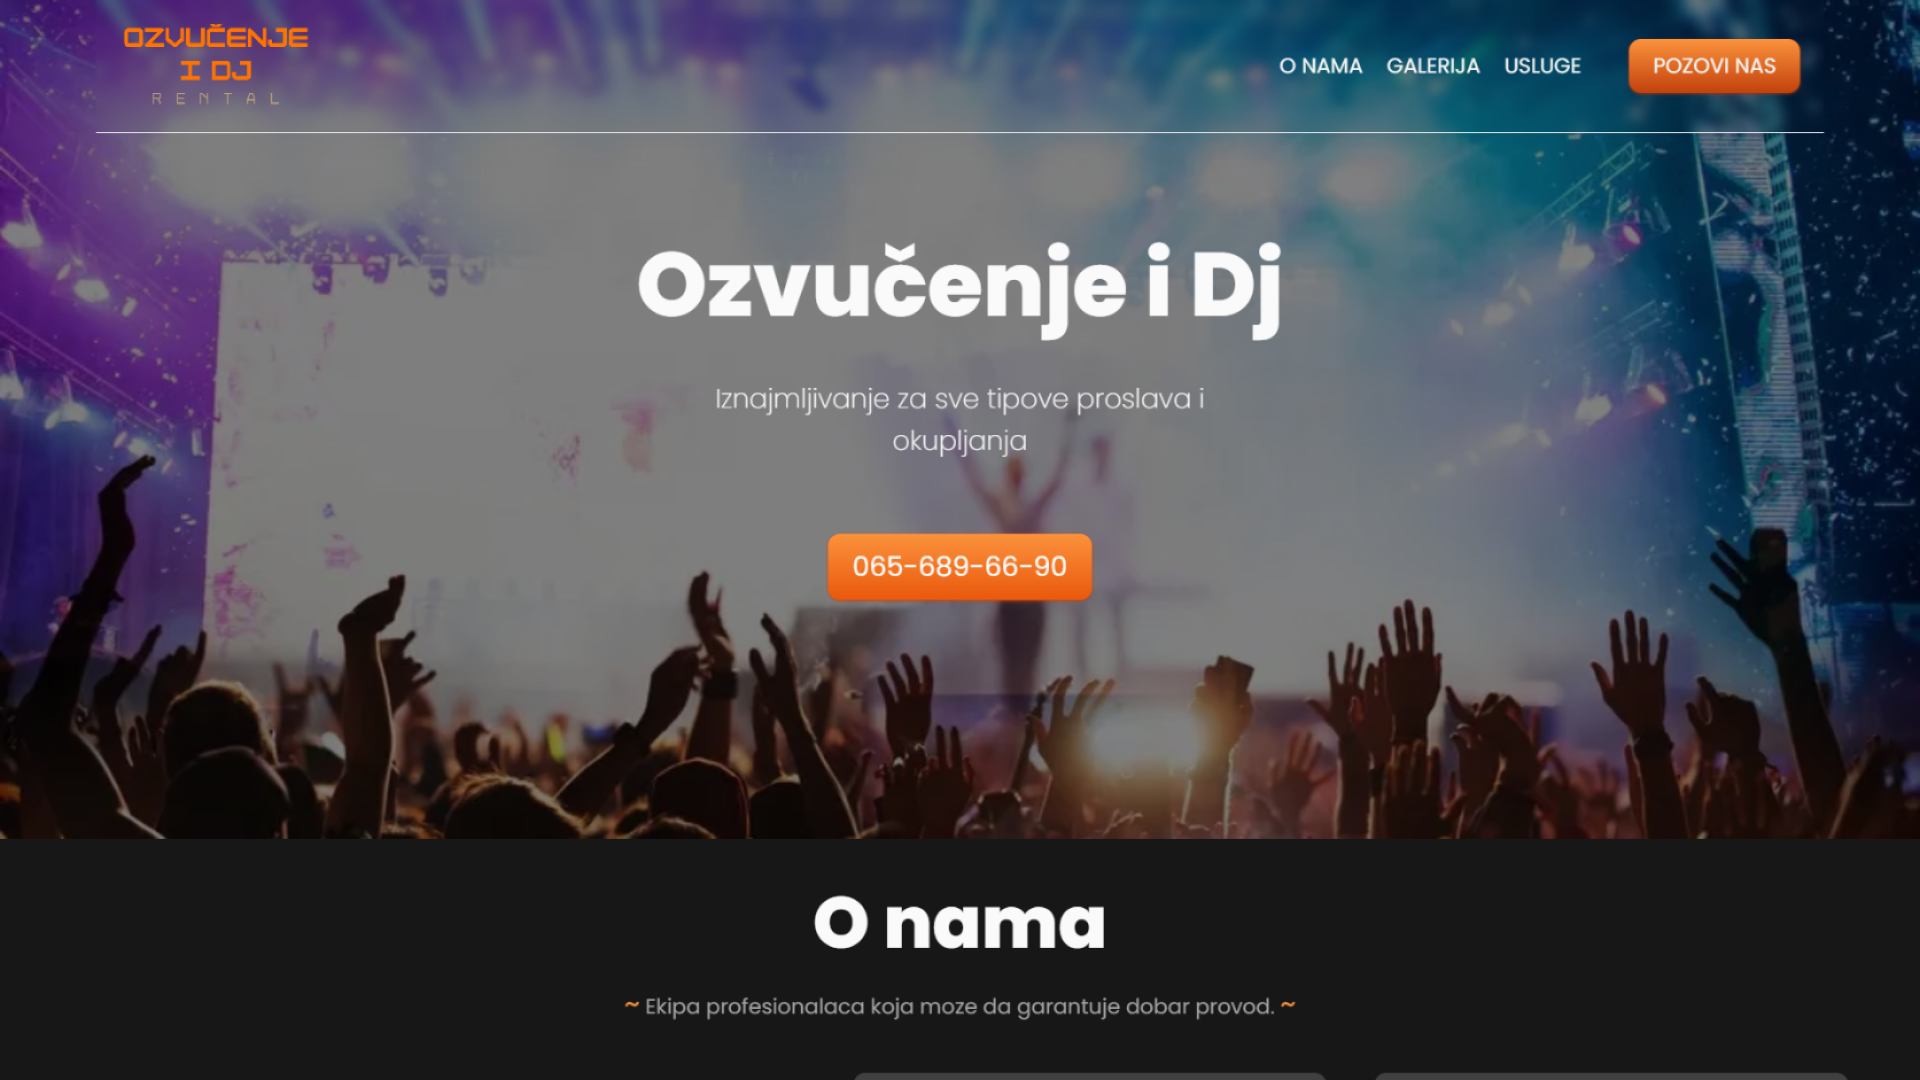 OZVUČENJE
I DJ
RENTAL
O NAMA GALERIJA USLUGE POZOVI NAS
Ozvučenje i Dj
Iznajmljivanje za sve tipove proslava i
okupljanja
065-689-66-90
O nama
~ Ekipa profesionalaca koja moze da garantuje dobar provod. ~